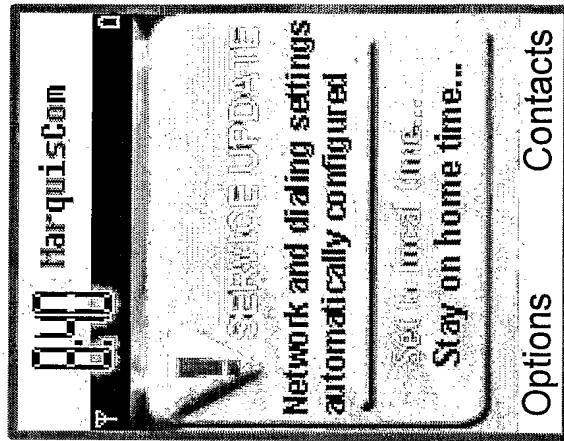 8:40 MarquisCom
SERVICE UPDATE
Network and dialing settings
automatically configured
Set to local time...
Stay on home time...
Options Contacts